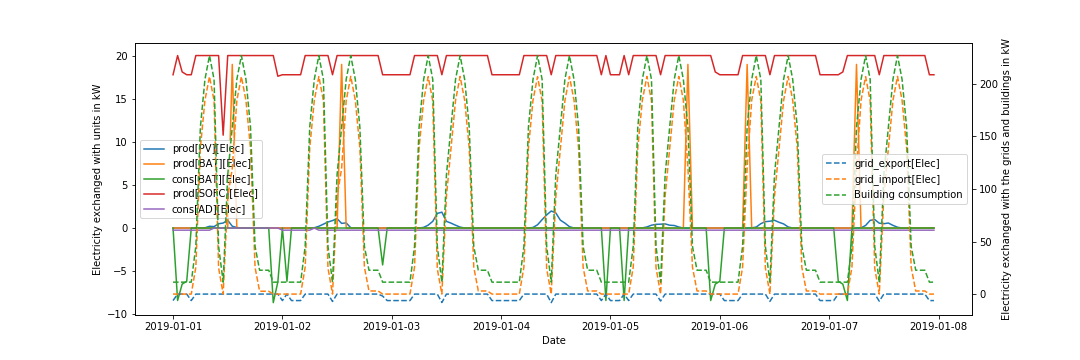 20
15
10
5
0
−5
−10
Electricity exchanged with units in kW
prod[PV][Elec]
prod[BAT][Elec]
cons[BAT][Elec]
prod[SOFC][Elec]
cons[AD][Elec]
grid_export[Elec]
grid_import[Elec]
Building consumption
200
150
100
50
0
Electricity exchanged with the grids and buildings in kW
2019-01-01 2019-01-02 2019-01-03 2019-01-04 2019-01-05 2019-01-06 2019-01-07 2019-01-08
Date